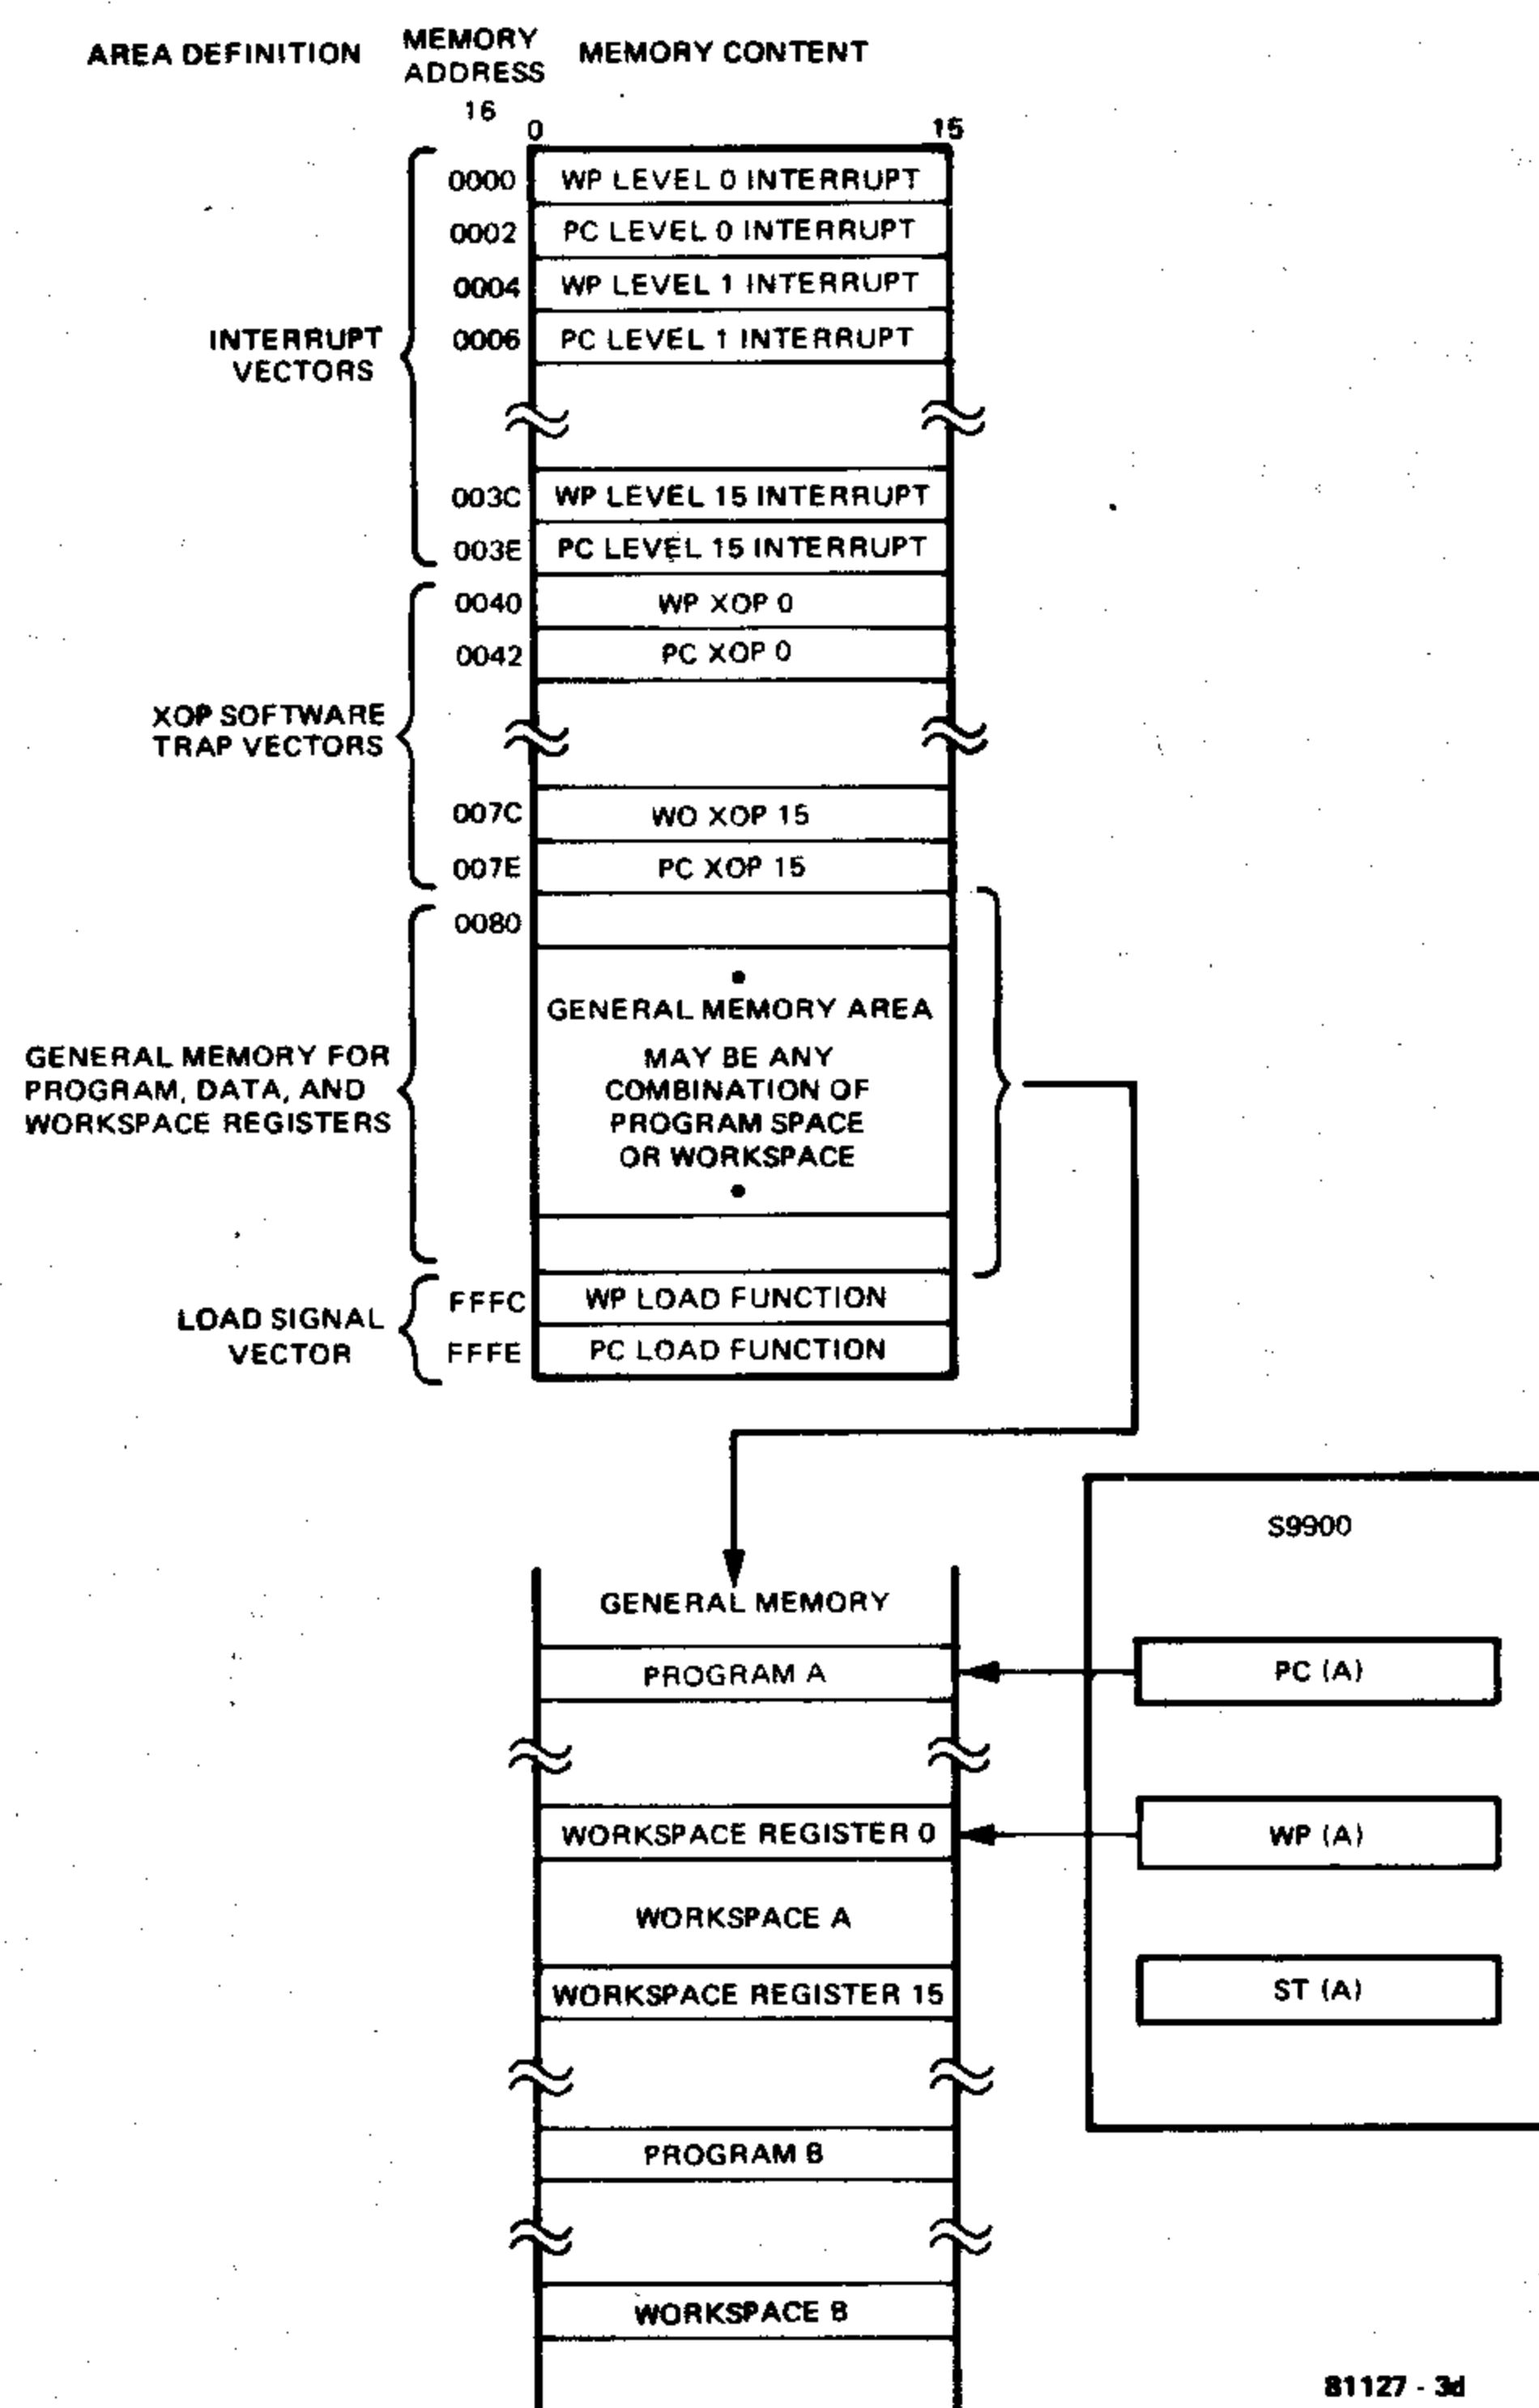 AREA DEFINITION MEMORY ADDRESS MEMORY CONTENT
16
0 15
0000 WP LEVEL 0 INTERRUPT
0002 PC LEVEL 0 INTERRUPT
0004 WP LEVEL 1 INTERRUPT
0006 PC LEVEL 1 INTERRUPT
INTERRUPT
VECTORS
003C WP LEVEL 15 INTERRUPT
003E PC LEVEL 15 INTERRUPT
0040 WP XOP 0
0042 PC XOP 0
XOP SOFTWARE
TRAP VECTORS
007C WO XOP 15
007E PC XOP 15
0080
GENERAL MEMORY AREA
MAY BE ANY
COMBINATION OF
PROGRAM SPACE
OR WORKSPACE
GENERAL MEMORY FOR
PROGRAM, DATA, AND
WORKSPACE REGISTERS
FFFC WP LOAD FUNCTION
FFFE PC LOAD FUNCTION
LOAD SIGNAL
VECTOR
S9900
GENERAL MEMORY
PROGRAM A
PC (A)
WORKSPACE REGISTER 0
WP (A)
WORKSPACE A
WORKSPACE REGISTER 15
ST (A)
PROGRAM B
WORKSPACE B
81127 - 3d